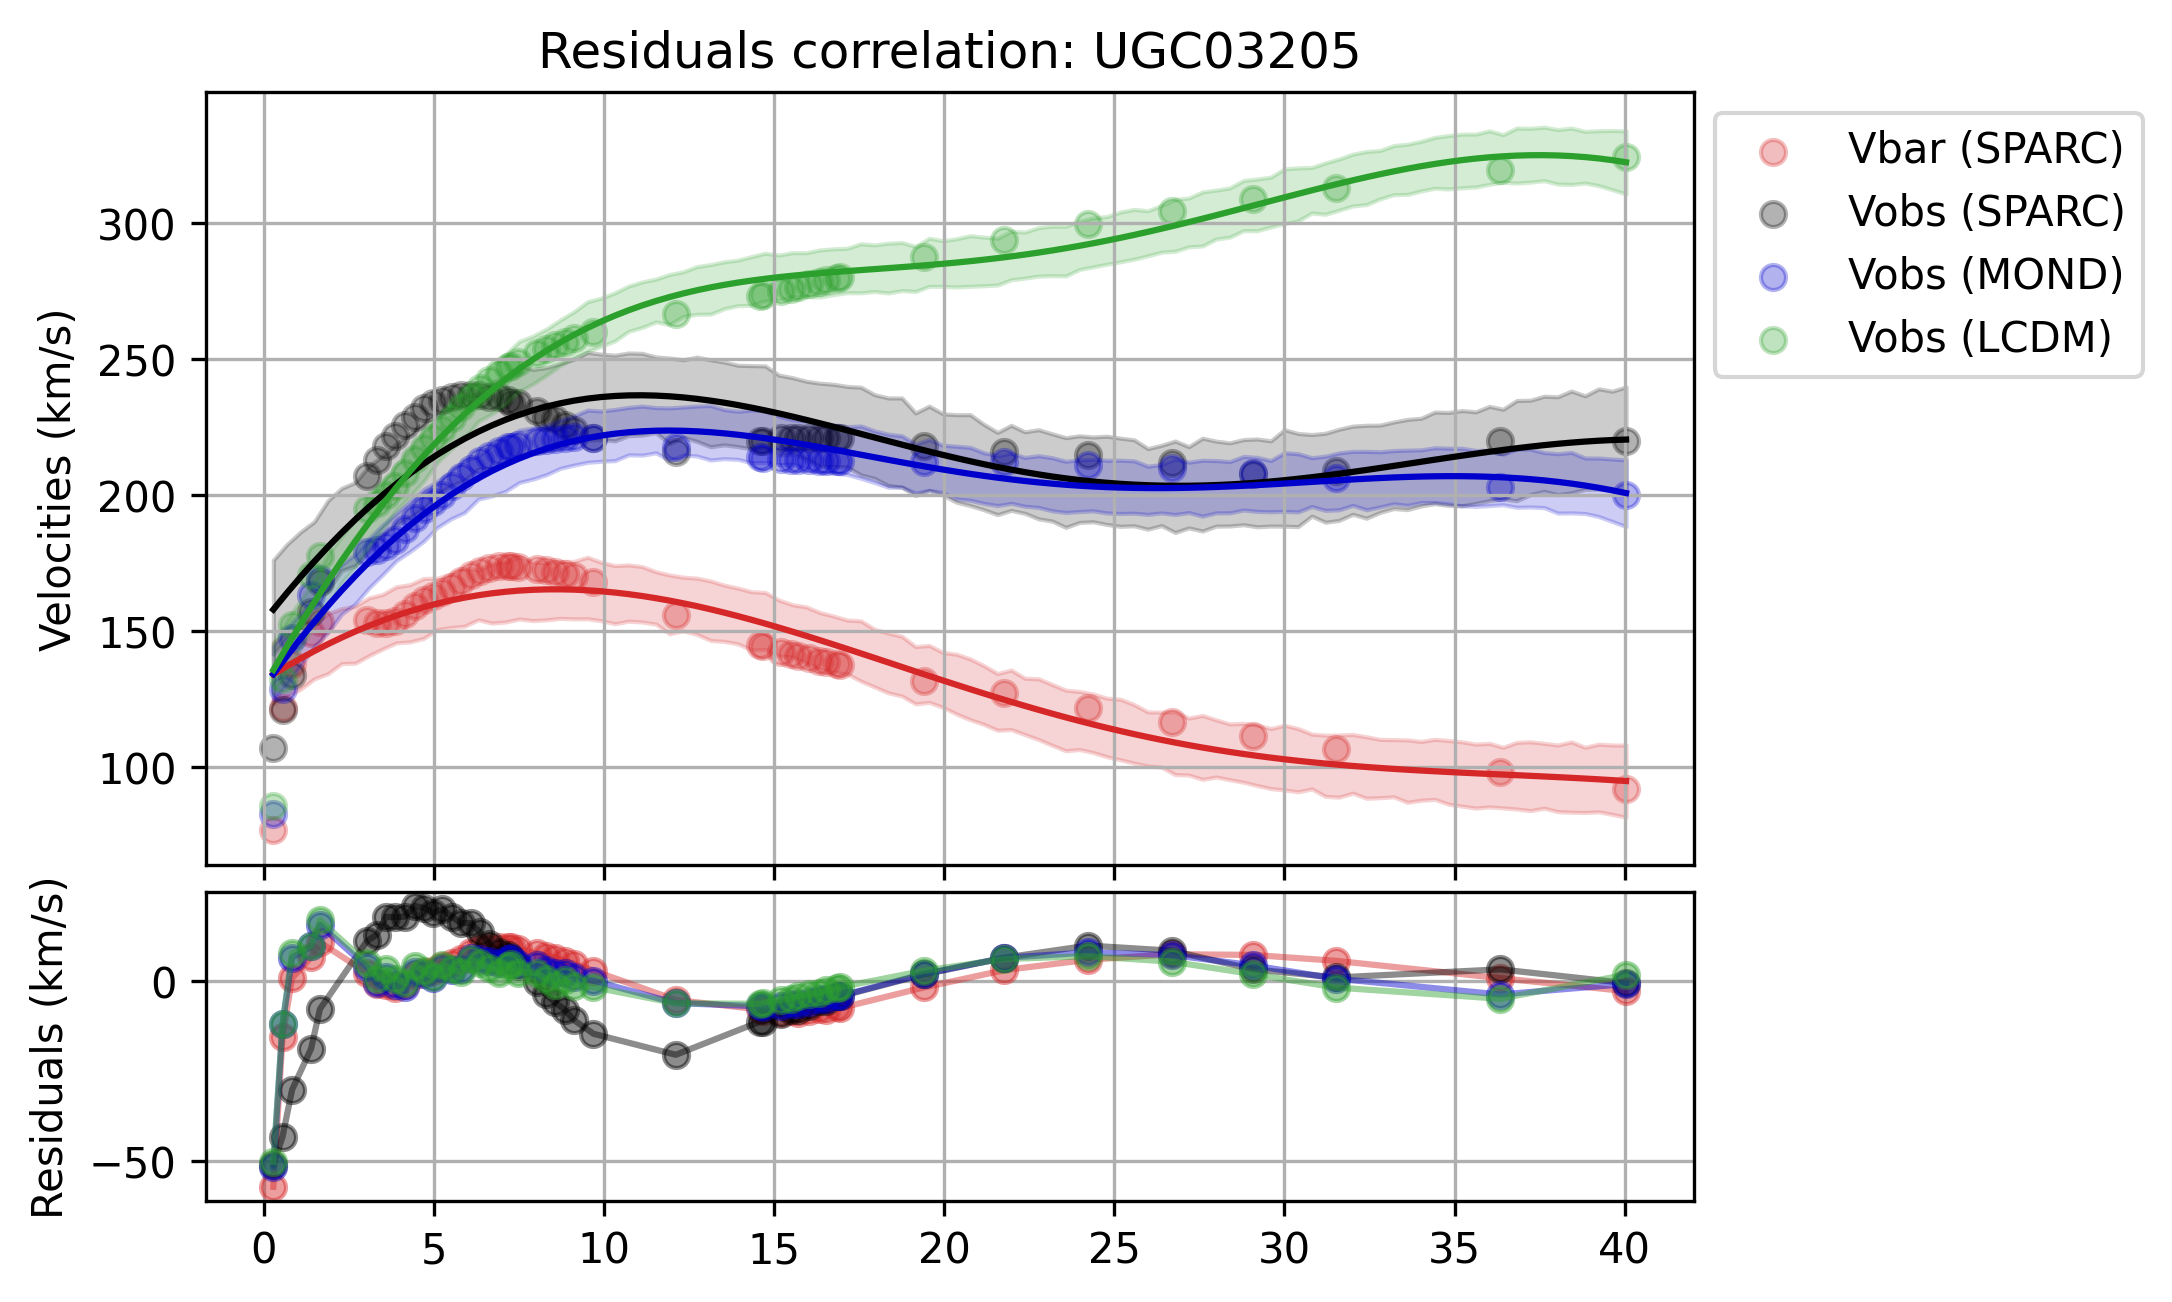 Residuals correlation: UGC03205
Velocities (km/s)
300
250
200
150
100
Vbar (SPARC)
Vobs (SPARC)
Vobs (MOND)
Vobs (LCDM)
Residuals (km/s)
0
−50
0 5 10 15 20 25 30 35 40